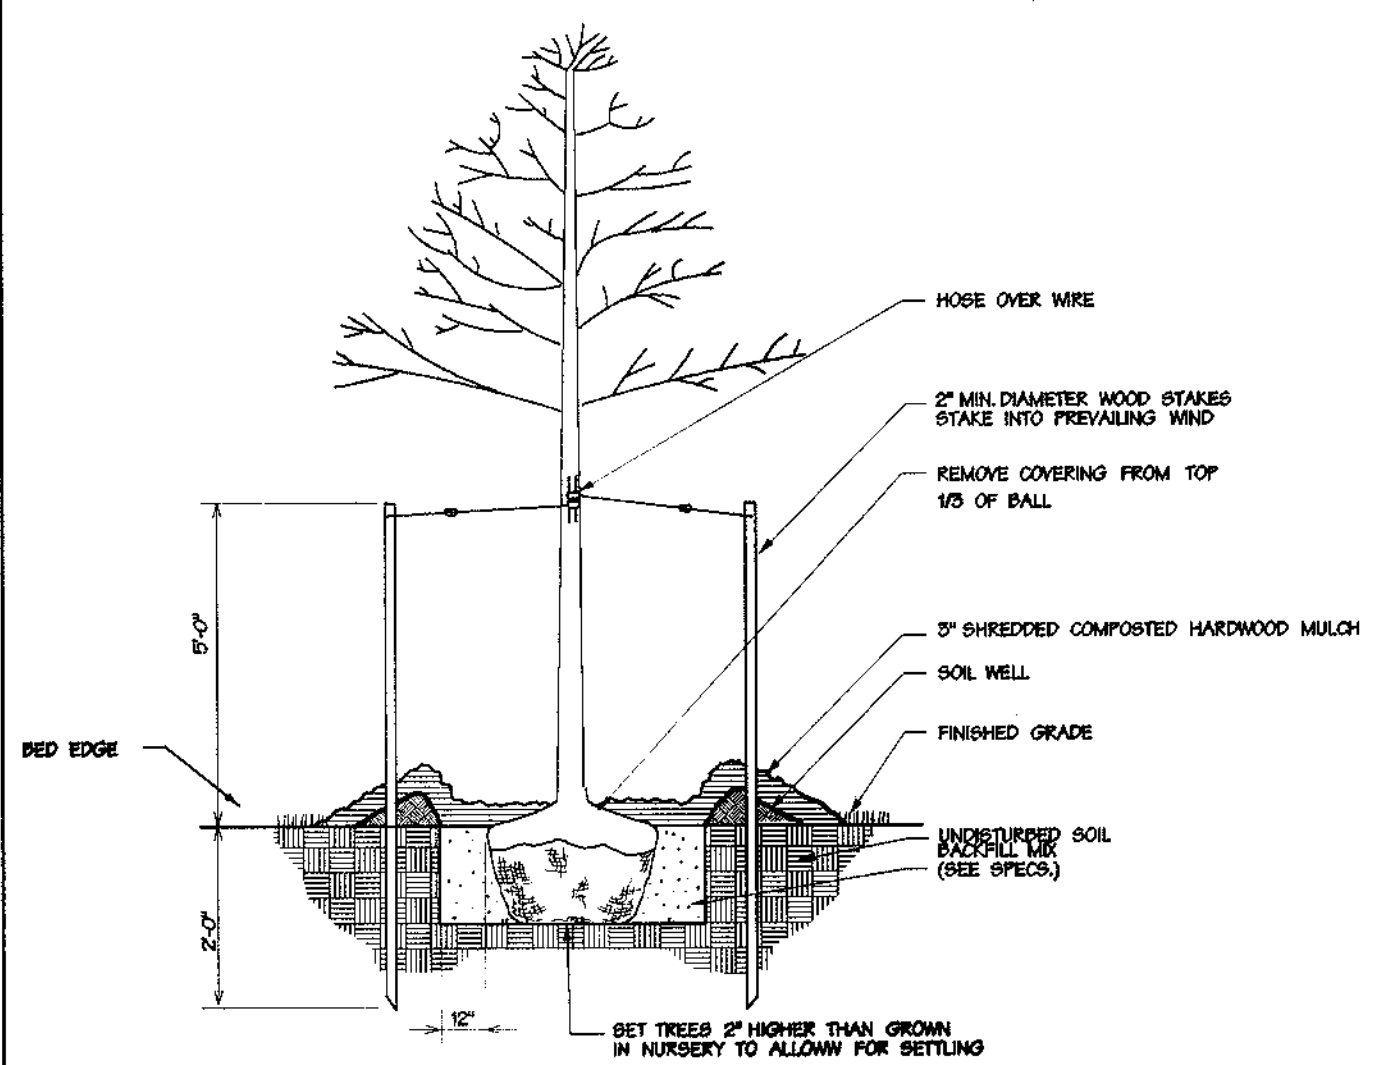 HOSE OVER WIRE
2" MIN. DIAMETER WOOD STAKES
STAKE INTO PREVAILING WIND
REMOVE COVERING FROM TOP
1/3 OF BALL
5'-0"
3" SHREDDED COMPOSTED HARDWOOD MULCH
SOIL WELL
FINISHED GRADE
BED EDGE
UNDISTURBED SOIL
BACKFILL MIX
(SEE SPECS.)
2'-0"
12"
SET TREES 2" HIGHER THAN GROWN
IN NURSERY TO ALLOWW FOR SETTLING